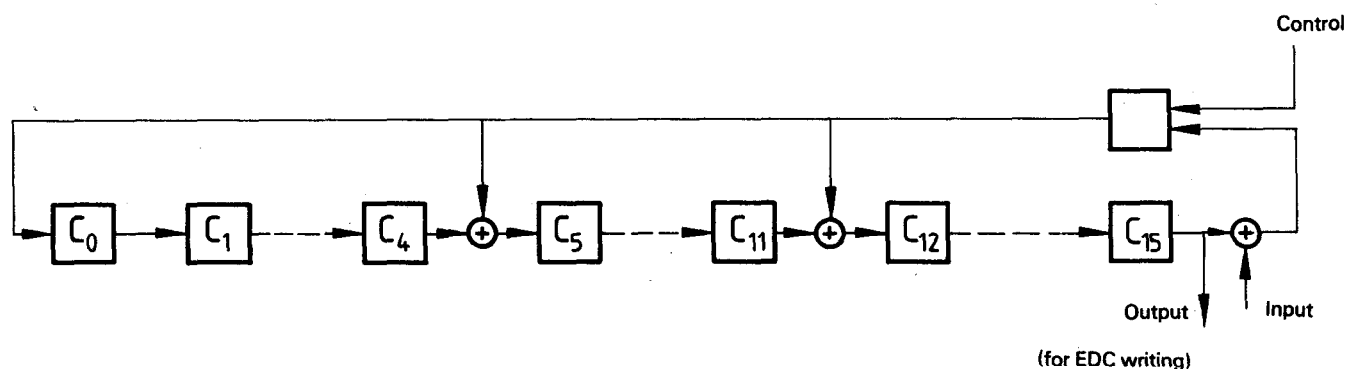 Control
C0 C1 C4 + C5 C11 + C12 C15 +
Output Input
(for EDC writing)